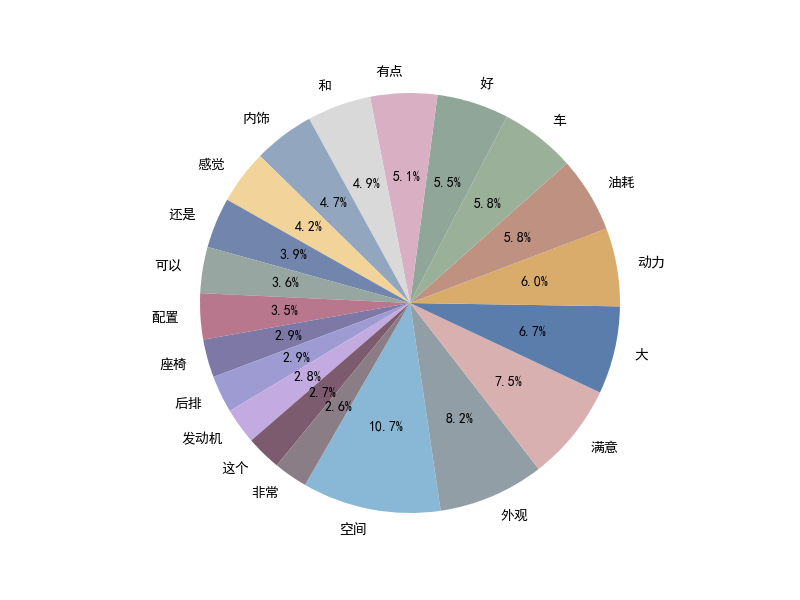 有点
5.1%
好
5.5%
车
5.8%
油耗
5.8%
动力
6.0%
大
6.7%
满意
7.5%
外观
8.2%
空间
10.7%
非常
2.6%
这个
2.7%
发动机
2.8%
后排
2.9%
座椅
2.9%
配置
3.5%
可以
3.6%
还是
3.9%
感觉
4.2%
内饰
4.7%
和
4.9%